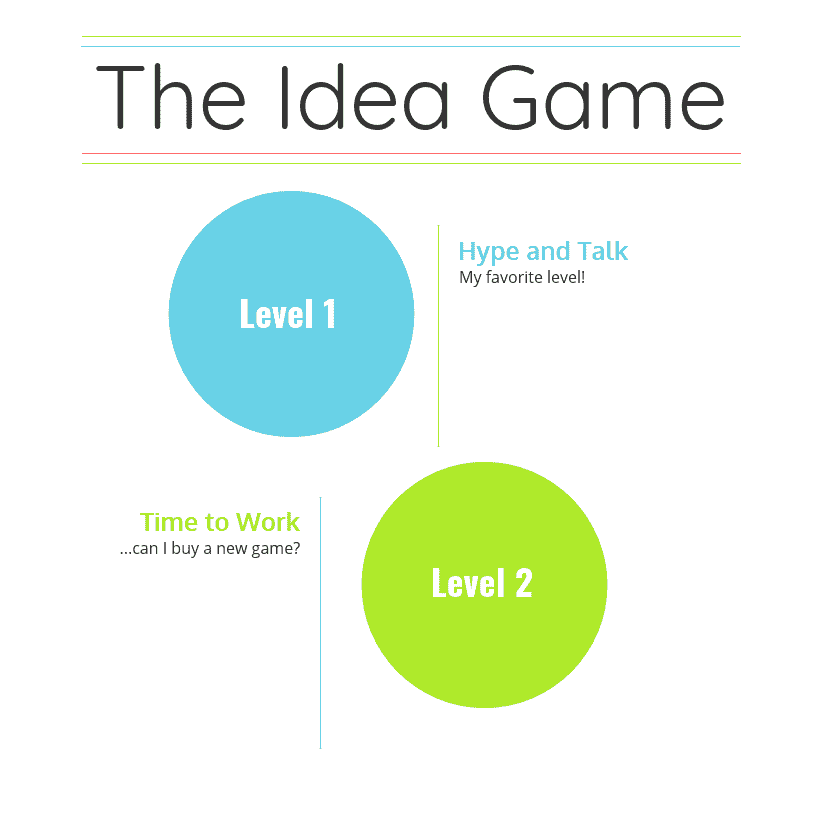 The Idea Game
Level 1
Hype and Talk
My favorite level!
Time to Work
...can I buy a new game?
Level 2